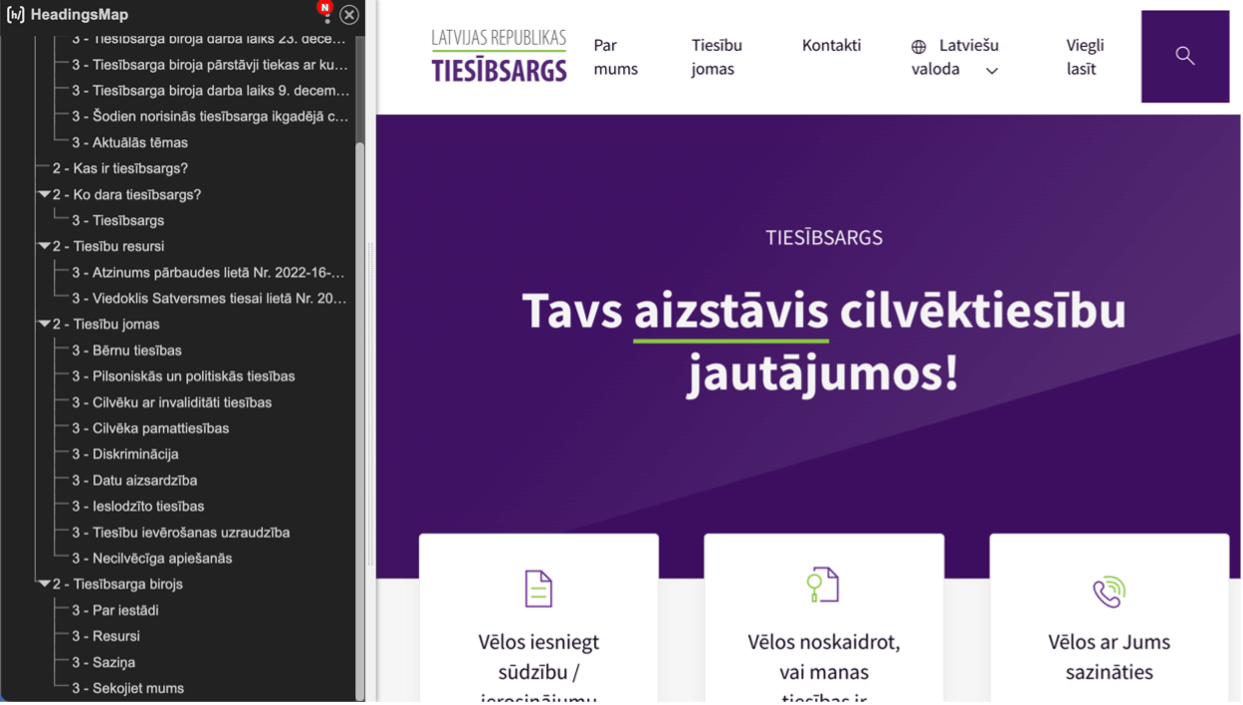 [h/] HeadingsMap
N
3 - Tiesībsarga biroja darba laiks 23. dece...
3 - Tiesībsarga biroja pārstāvji tiekas ar ku...
3 - Tiesībsarga biroja darba laiks 9. decem...
3 - Šodien norisinās tiesībsarga ikgadējā c...
3 - Aktuālās tēmas
2 - Kas ir tiesībsargs?
2 - Ko dara tiesībsargs?
3 - Tiesībsargs
2 - Tiesību resursi
3 - Atzinums pārbaudes lietā Nr. 2022-16-...
3 - Viedoklis Satversmes tiesai lietā Nr. 20...
2 - Tiesību jomas
3 - Bērnu tiesības
3 - Pilsoniskās un politiskās tiesības
3 - Cilvēku ar invaliditāti tiesības
3 - Cilvēka pamattiesības
3 - Diskriminācija
3 - Datu aizsardzība
3 - Ieslodzīto tiesības
3 - Tiesību ievērošanas uzraudzība
3 - Necilvēcīga apiešanās
2 - Tiesībsarga birojs
3 - Par iestādi
3 - Resursi
3 - Saziņa
3 - Sekojiet mums
LATVIJAS REPUBLIKAS
TIESĪBSARGS
Par
mums
Tiesību
jomas
Kontakti
Latviešu
valoda
Viegli
lasīt
TIESĪBSARGS
Tavs aizstāvis cilvēktiesību
jautājumos!
Vēlos iesniegt
sūdzību /
ierosinājumu
Vēlos noskaidrot,
vai manas
tiesības ir
Vēlos ar Jums
sazināties